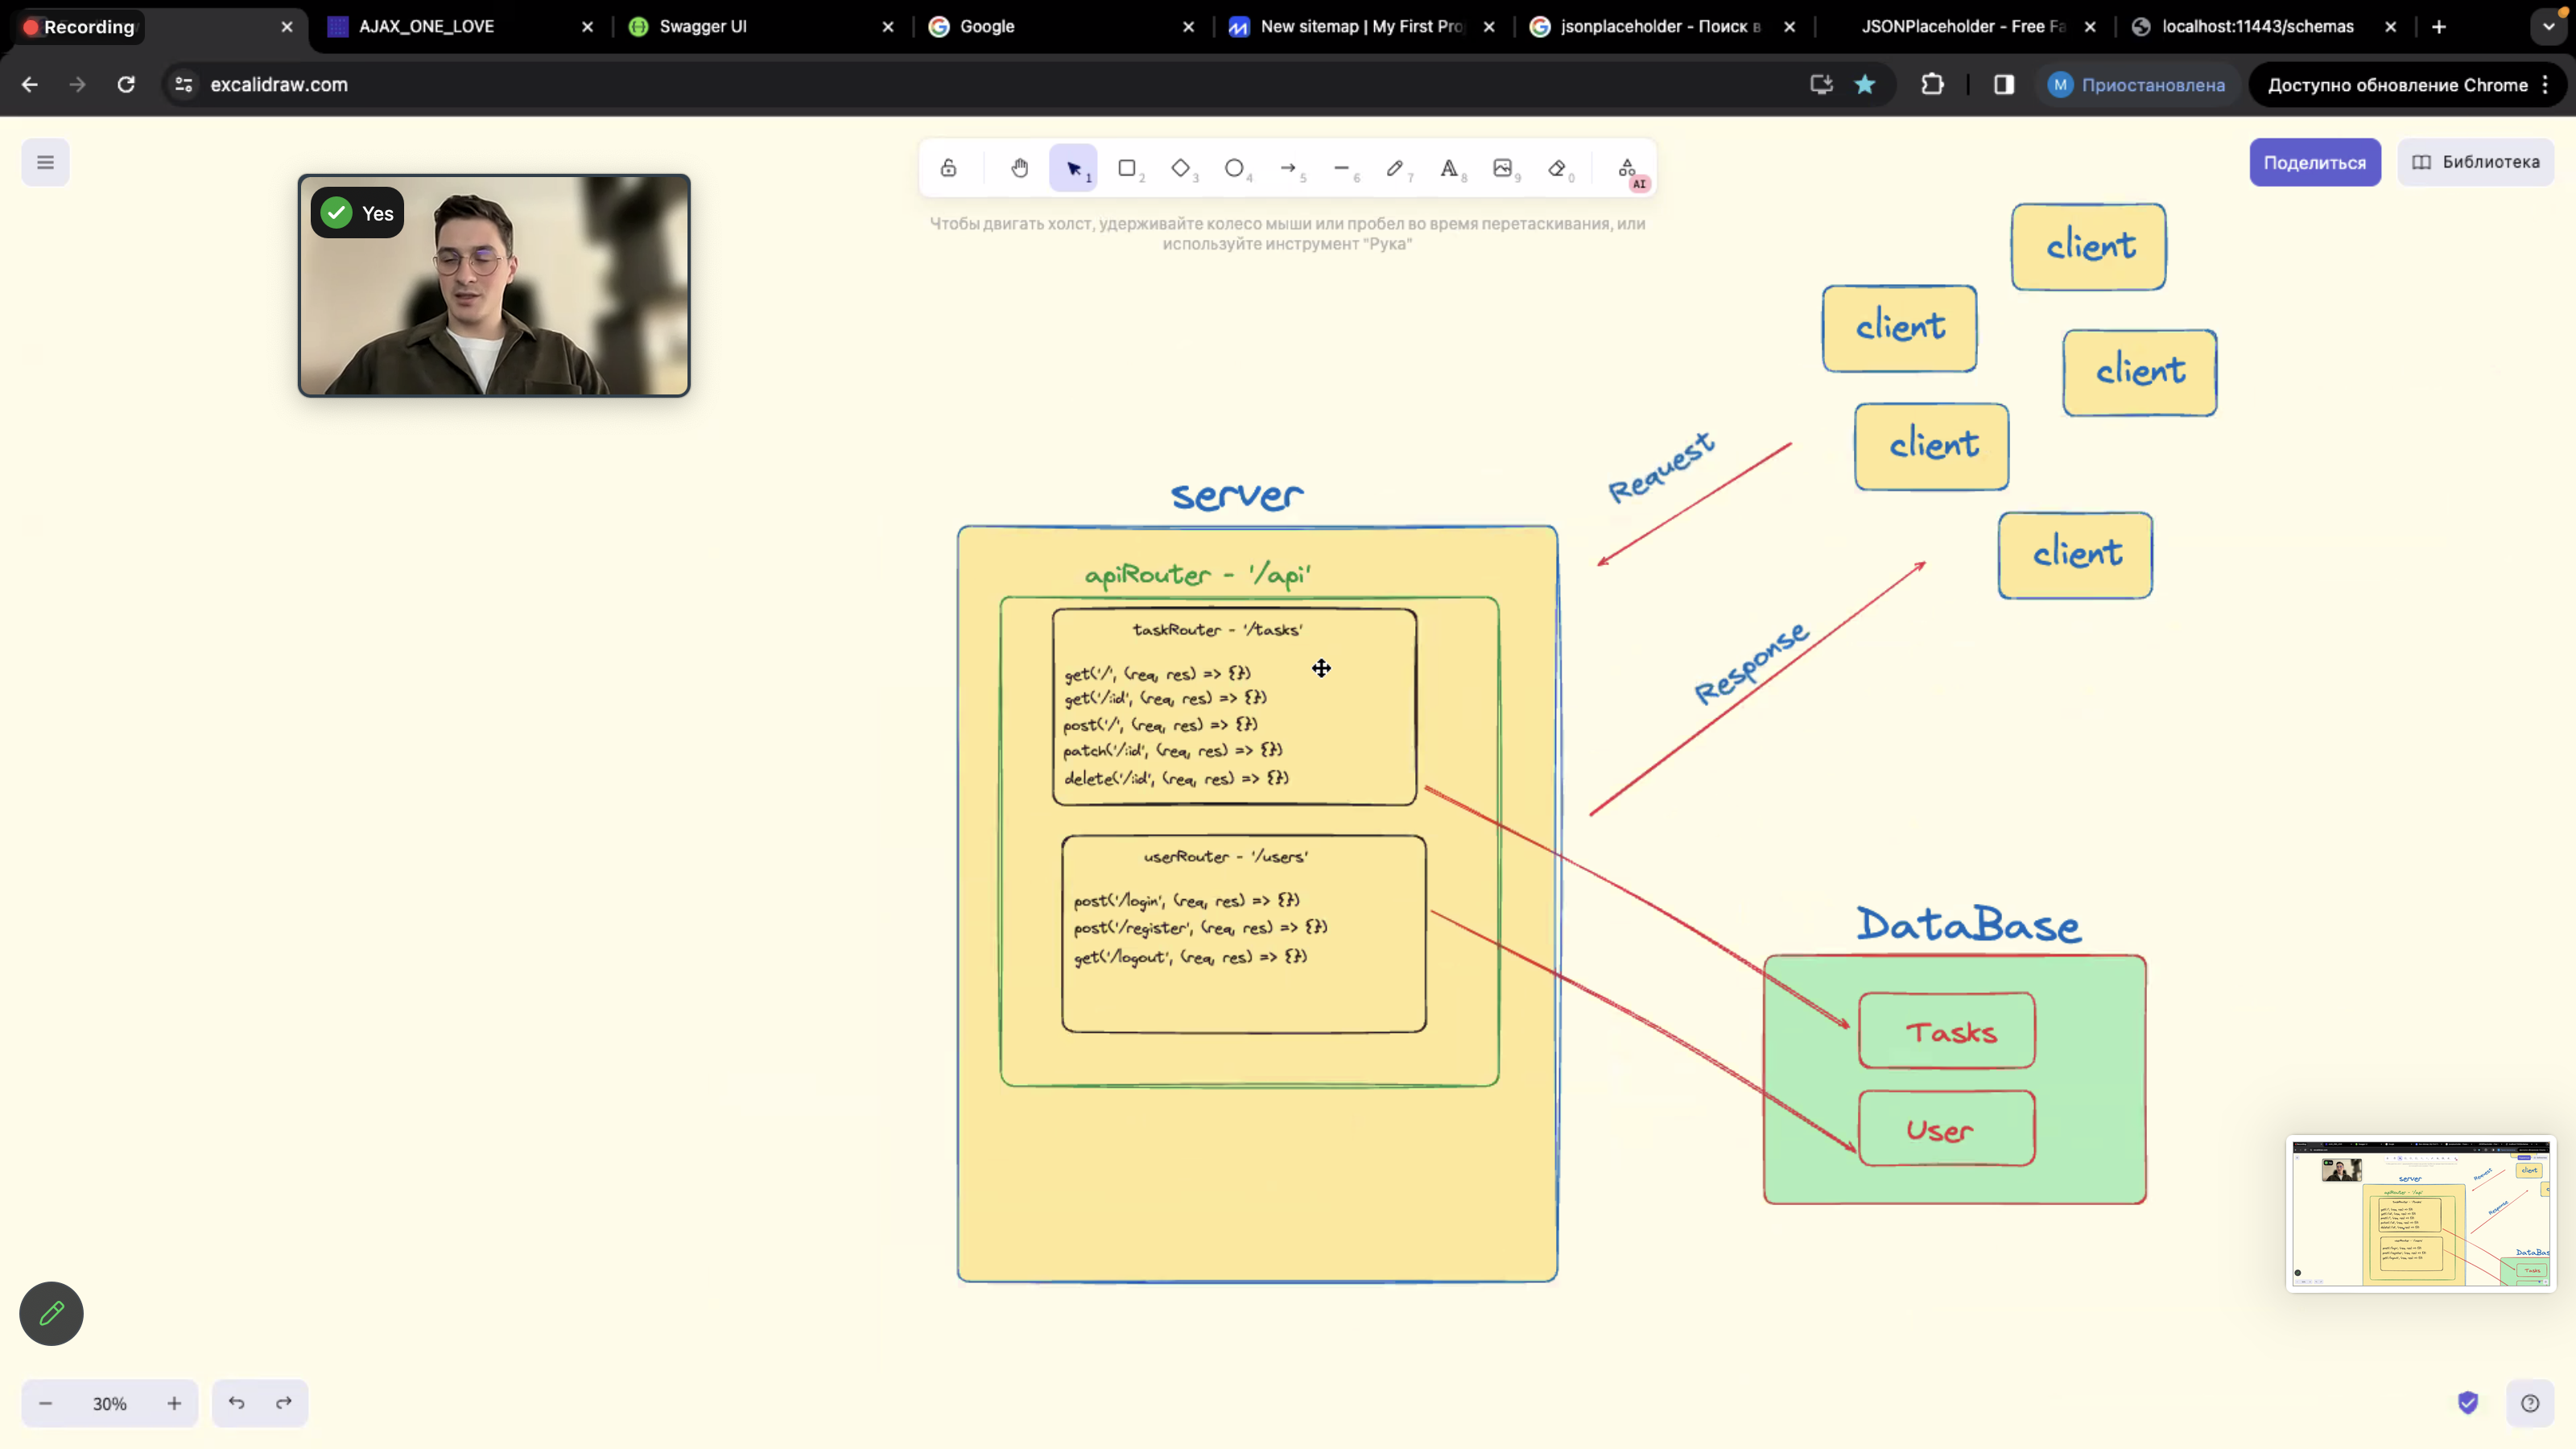 Recording
AJAX_ONE_LOVE
Swagger UI
Google
New sitemap | My First Pro
jsonplaceholder - Поиск в
JSONPlaceholder - Free Fa
localhost:11443/schemas
excalidraw.com
M Приостановлена
Доступно обновление Chrome
Yes
1
2
3
4
5
6
7
8
9
0
AI
Поделиться
Библиотека
Чтобы двигать холст, удерживайте колесо мыши или пробел во время перетаскивания, или
используйте инструмент "Рука"
client
client
client
client
client
Request
Response
server
apiRouter - '/api'
taskRouter - '/tasks'
get('/', (req, res) => {})
get('/:id', (req, res) => {})
post('/', (req, res) => {})
patch('/:id', (req, res) => {})
delete('/:id', (req, res) => {})
userRouter - '/users'
post('/login', (req, res) => {})
post('/register', (req, res) => {})
get('/logout', (req, res) => {})
DataBase
Tasks
User
30%